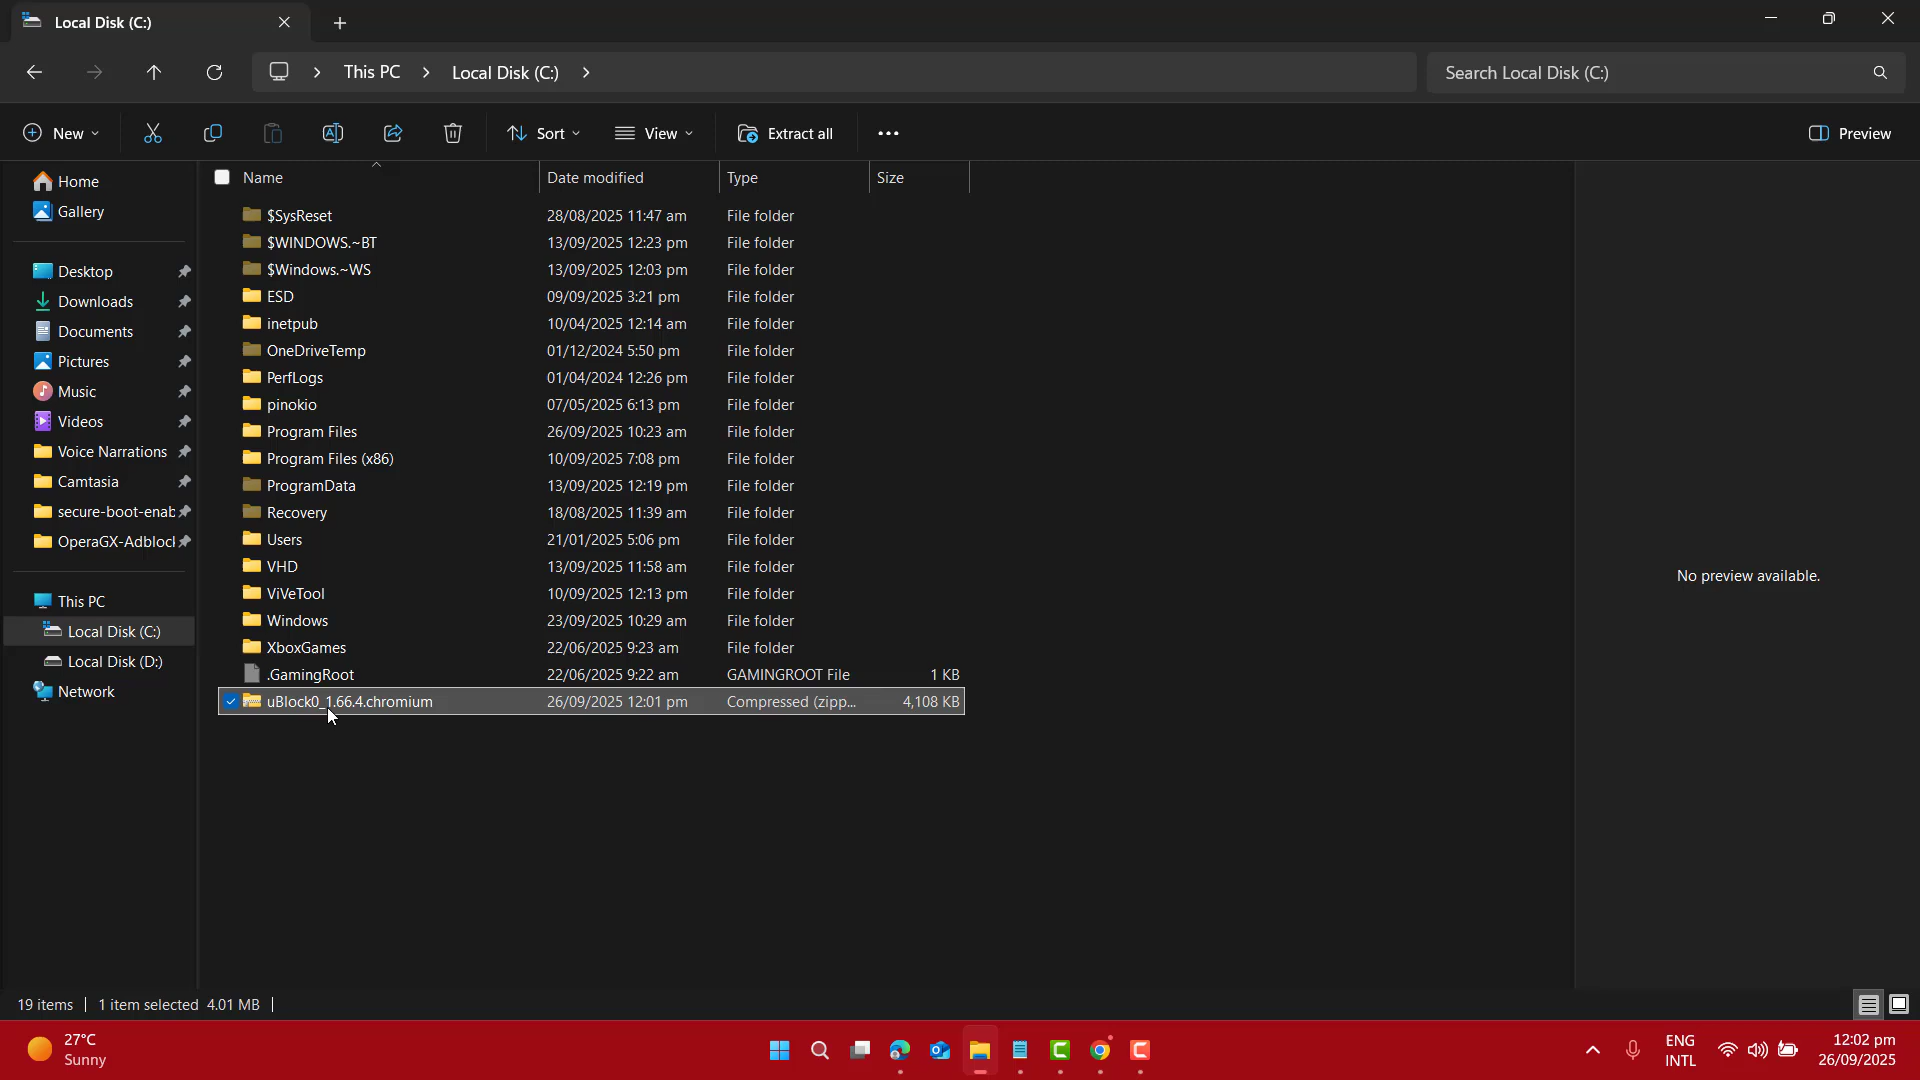 Local Disk (C:)
This PC > Local Disk (C:) >
Search Local Disk (C:)
New
Sort
View
Extract all
Preview
Home
Gallery
Desktop
Downloads
Documents
Pictures
Music
Videos
Voice Narrations
Camtasia
secure-boot-enab
OperaGX-Adblocl
This PC
Local Disk (C:)
Local Disk (D:)
Network
Name Date modified Type Size
$SysReset 28/08/2025 11:47 am File folder
$WINDOWS.~BT 13/09/2025 12:23 pm File folder
$Windows.~WS 13/09/2025 12:03 pm File folder
ESD 09/09/2025 3:21 pm File folder
inetpub 10/04/2025 12:14 am File folder
OneDriveTemp 01/12/2024 5:50 pm File folder
PerfLogs 01/04/2024 12:26 pm File folder
pinokio 07/05/2025 6:13 pm File folder
Program Files 26/09/2025 10:23 am File folder
Program Files (x86) 10/09/2025 7:08 pm File folder
ProgramData 13/09/2025 12:19 pm File folder
Recovery 18/08/2025 11:39 am File folder
Users 21/01/2025 5:06 pm File folder
VHD 13/09/2025 11:58 am File folder
ViVeTool 10/09/2025 12:13 pm File folder
Windows 23/09/2025 10:29 am File folder
XboxGames 22/06/2025 9:23 am File folder
.GamingRoot 22/06/2025 9:22 am GAMINGROOT File 1 KB
uBlock0_1.66.4.chromium 26/09/2025 12:01 pm Compressed (zipp... 4,108 KB
No preview available.
19 items 1 item selected 4.01 MB
27°C
Sunny
ENG
INTL
12:02 pm
26/09/2025